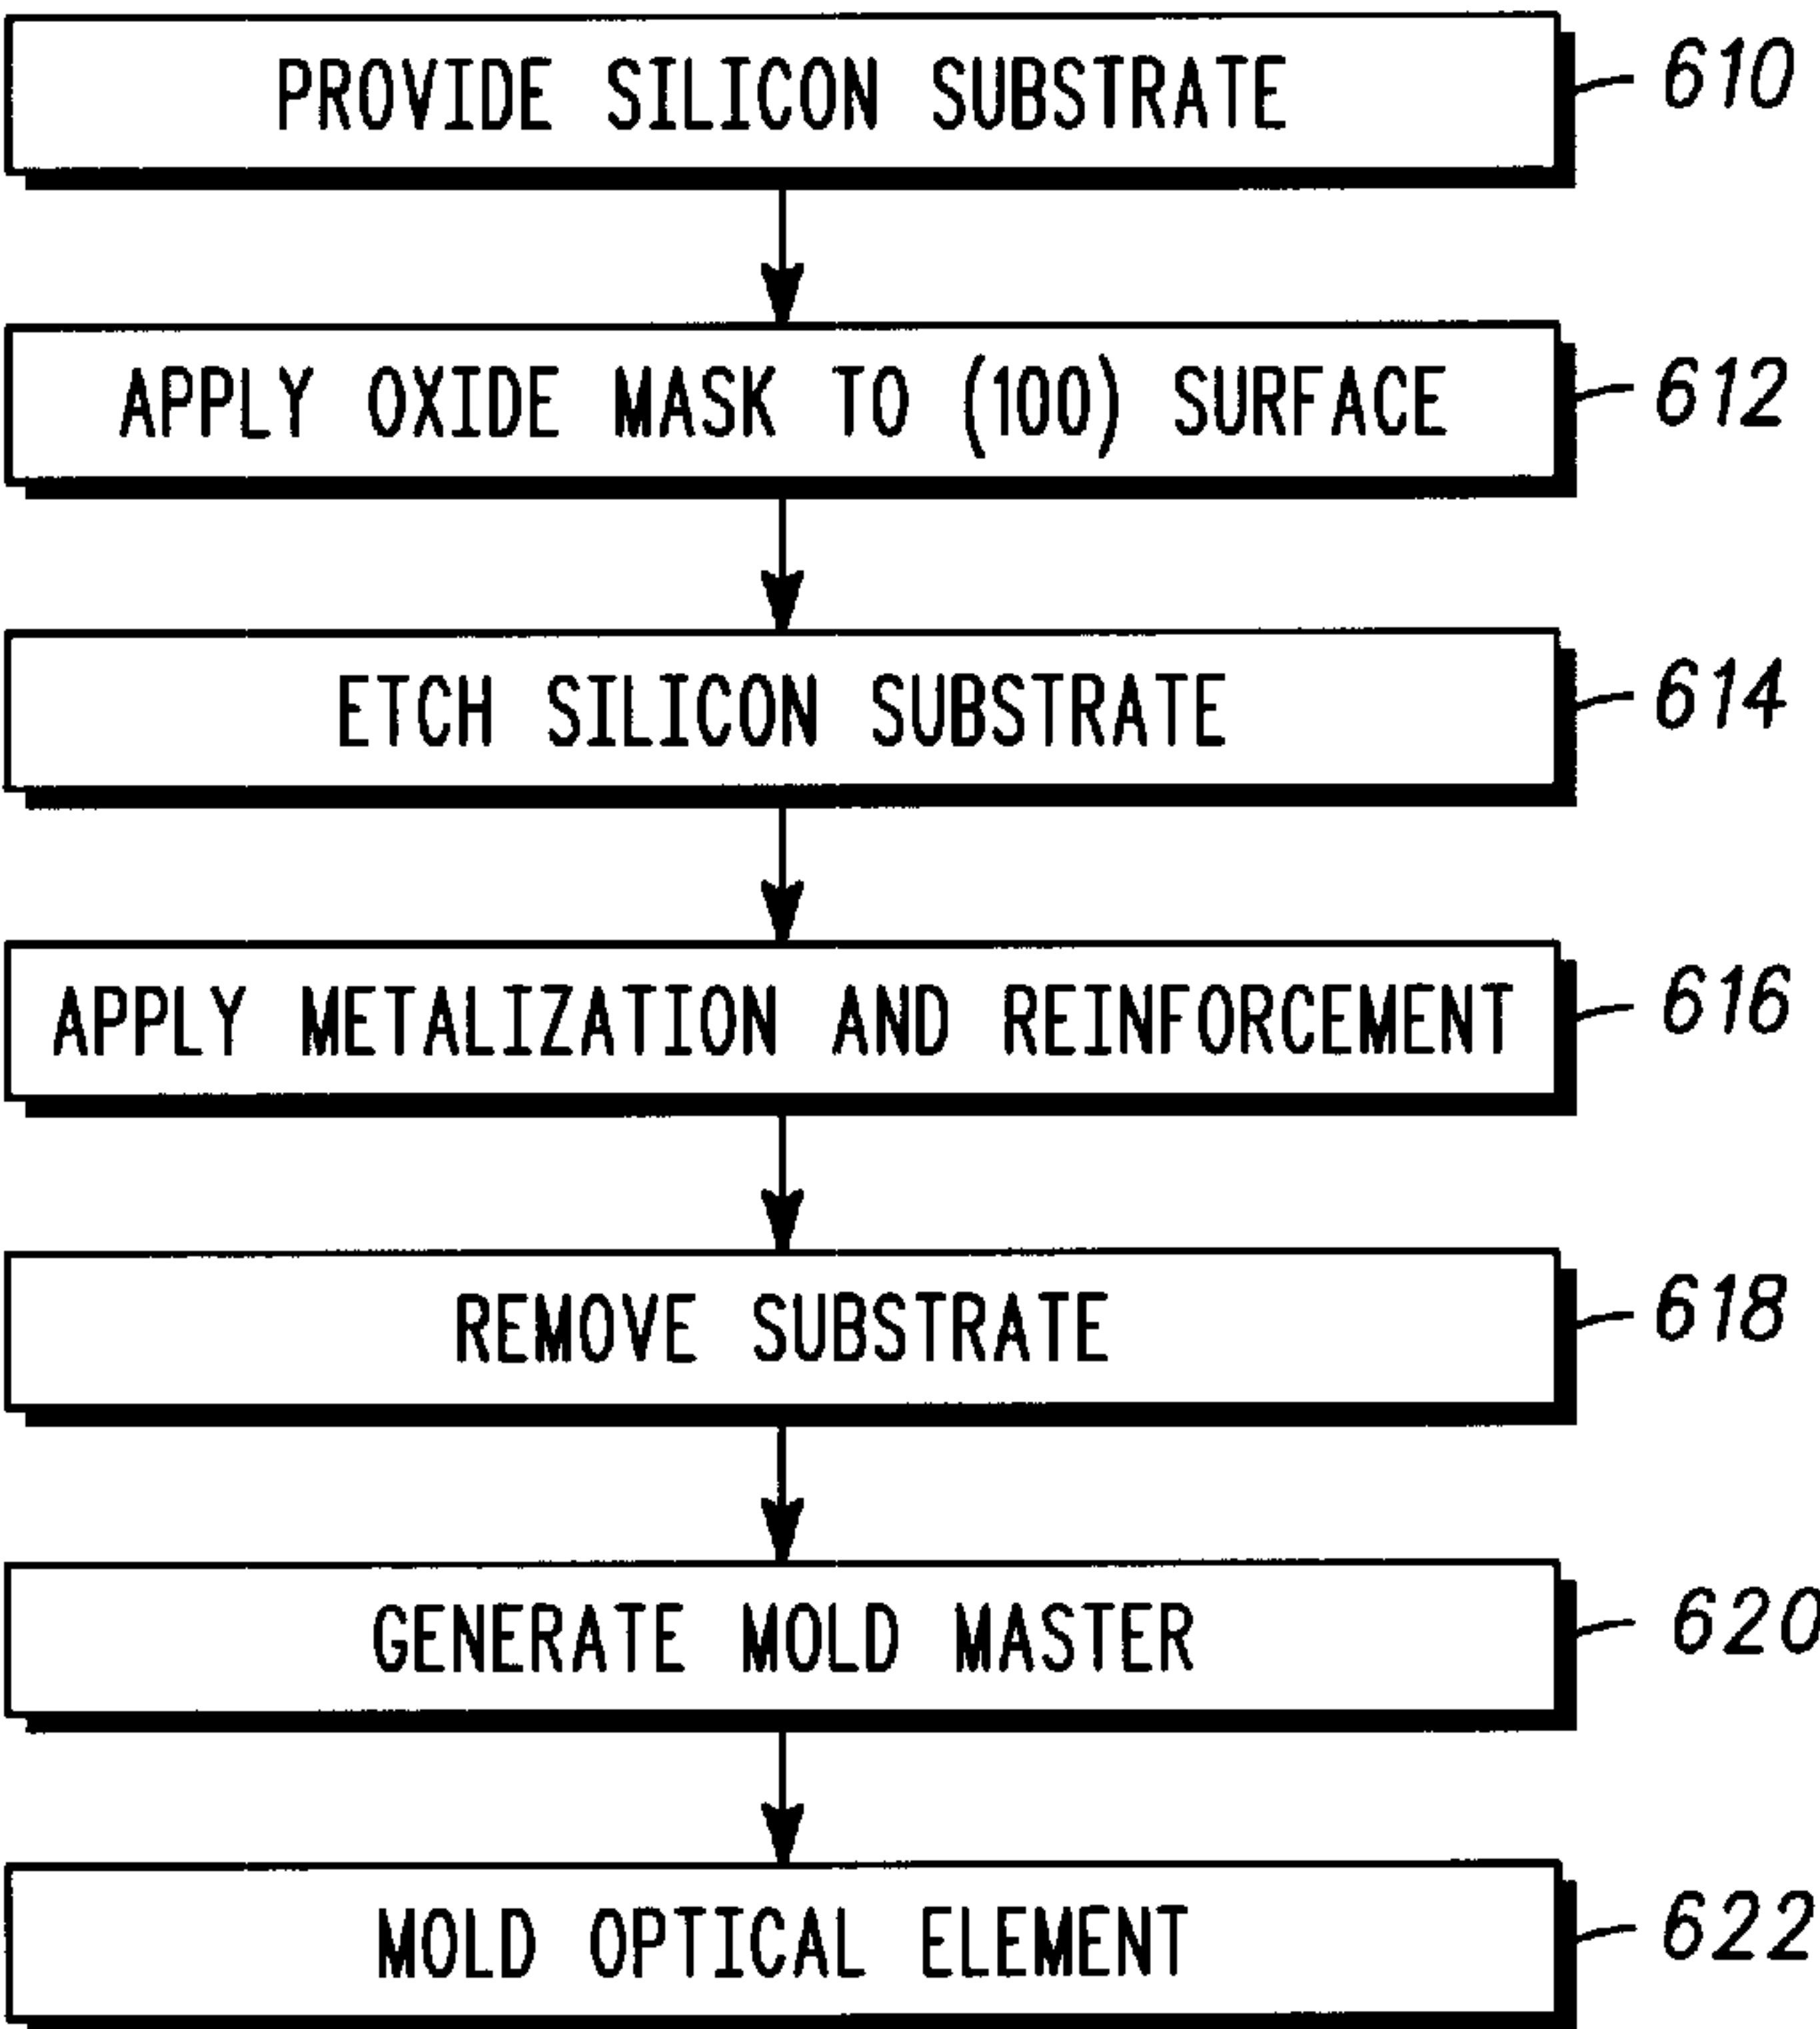 PROVIDE SILICON SUBSTRATE 610
APPLY OXIDE MASK TO (100) SURFACE 612
ETCH SILICON SUBSTRATE 614
APPLY METALIZATION AND REINFORCEMENT 616
REMOVE SUBSTRATE 618
GENERATE MOLD MASTER 620
MOLD OPTICAL ELEMENT 622